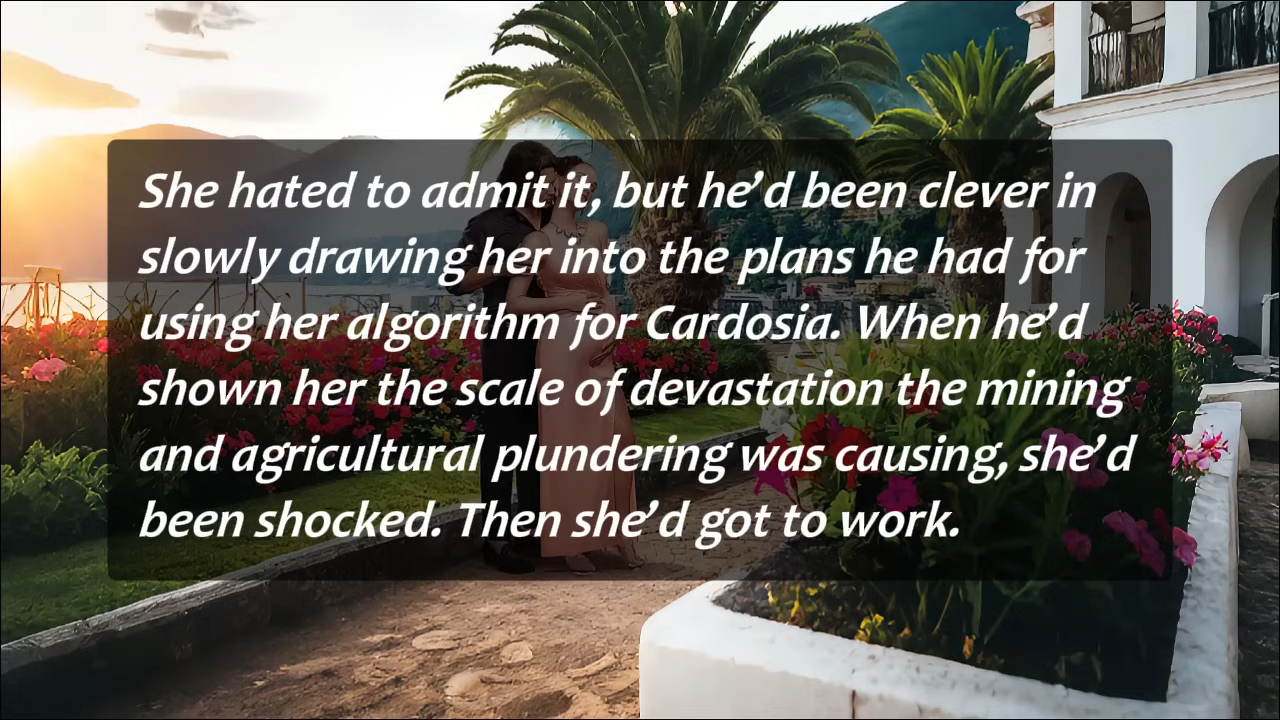 She hated to admit it, but he’d been clever in
slowly drawing her into the plans he had for
using her algorithm for Cardosia. When he’d
shown her the scale of devastation the mining
and agricultural plundering was causing, she’d
been shocked. Then she’d got to work.